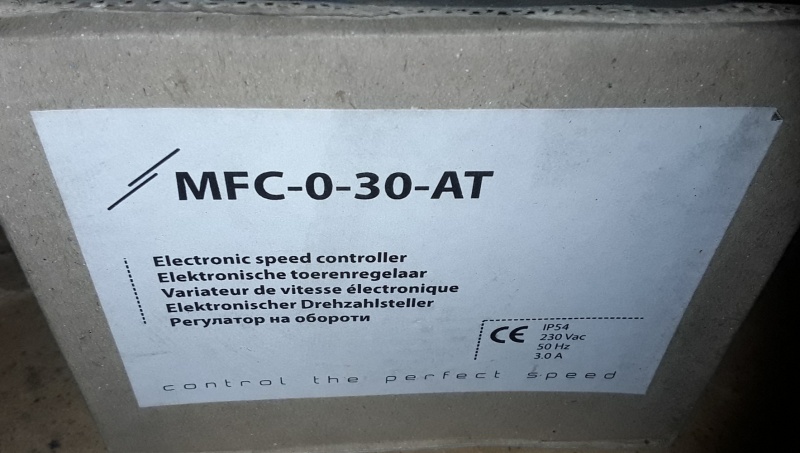 MFC-0-30-AT
Electronic speed controller
Elektronische toerenregelaar
Variateur de vitesse électronique
Elektronischer Drehzahlsteller
Регулатор на обороти
CE
IP54
230 Vac
50 Hz
3.0 A
control the perfect speed